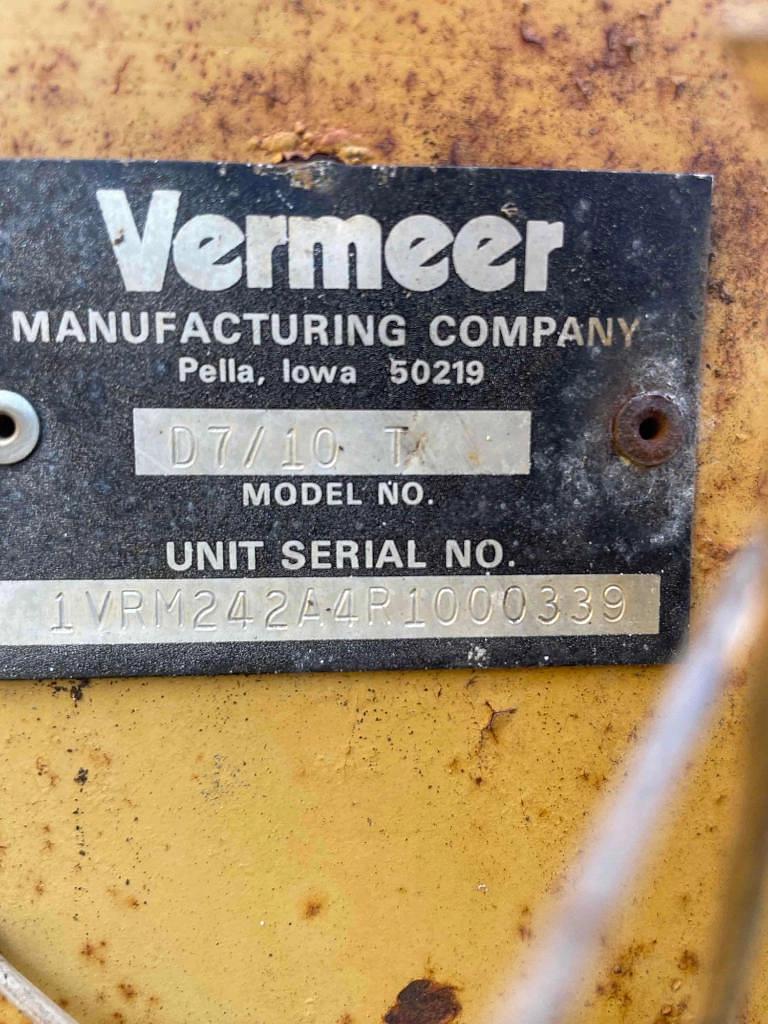 Vermeer
MANUFACTURING COMPANY
Pella, Iowa 50219
D7/10 T
MODEL NO.
UNIT SERIAL NO.
1VRM242A4R1000339